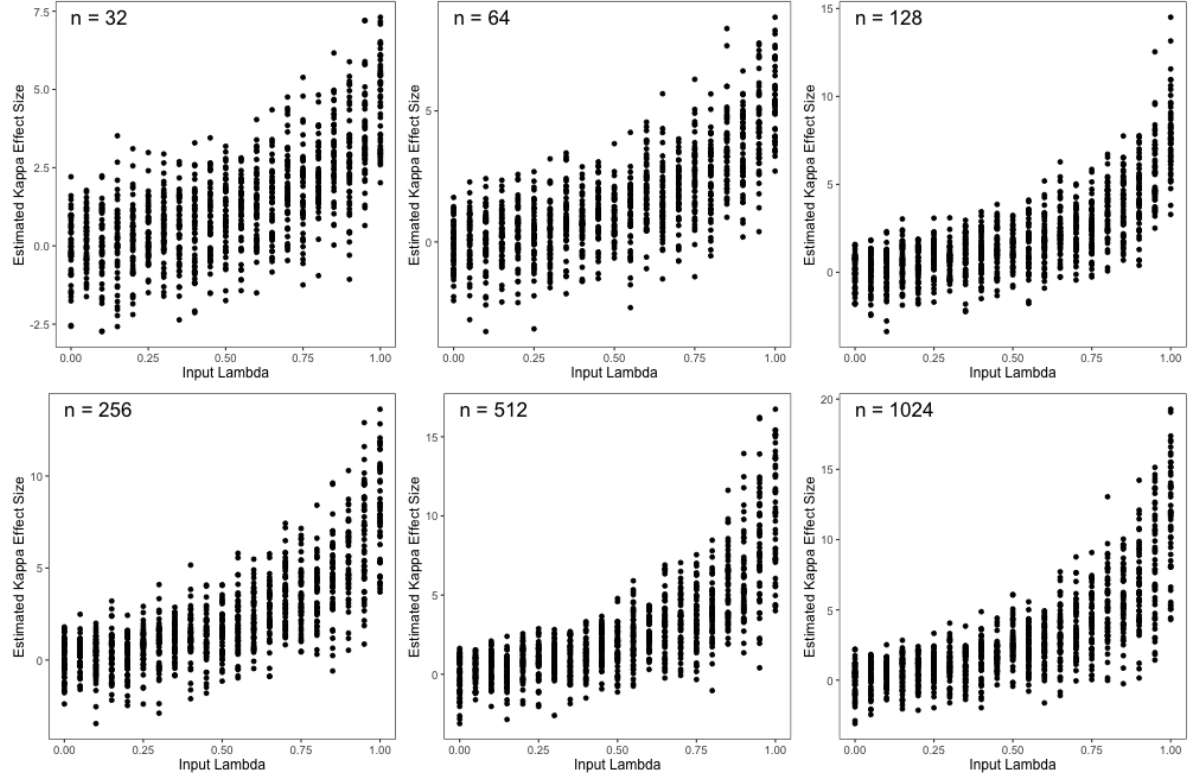 n = 32
7.5
5.0
2.5
0.0
-2.5
Estimated Kappa Effect Size
0.00 0.25 0.50 0.75 1.00
Input Lambda
n = 64
5
0
Estimated Kappa Effect Size
0.00 0.25 0.50 0.75 1.00
Input Lambda
n = 128
15
10
5
0
Estimated Kappa Effect Size
0.00 0.25 0.50 0.75 1.00
Input Lambda
n = 256
10
5
0
Estimated Kappa Effect Size
0.00 0.25 0.50 0.75 1.00
Input Lambda
n = 512
15
10
5
0
Estimated Kappa Effect Size
0.00 0.25 0.50 0.75 1.00
Input Lambda
n = 1024
20
15
10
5
0
Estimated Kappa Effect Size
0.00 0.25 0.50 0.75 1.00
Input Lambda